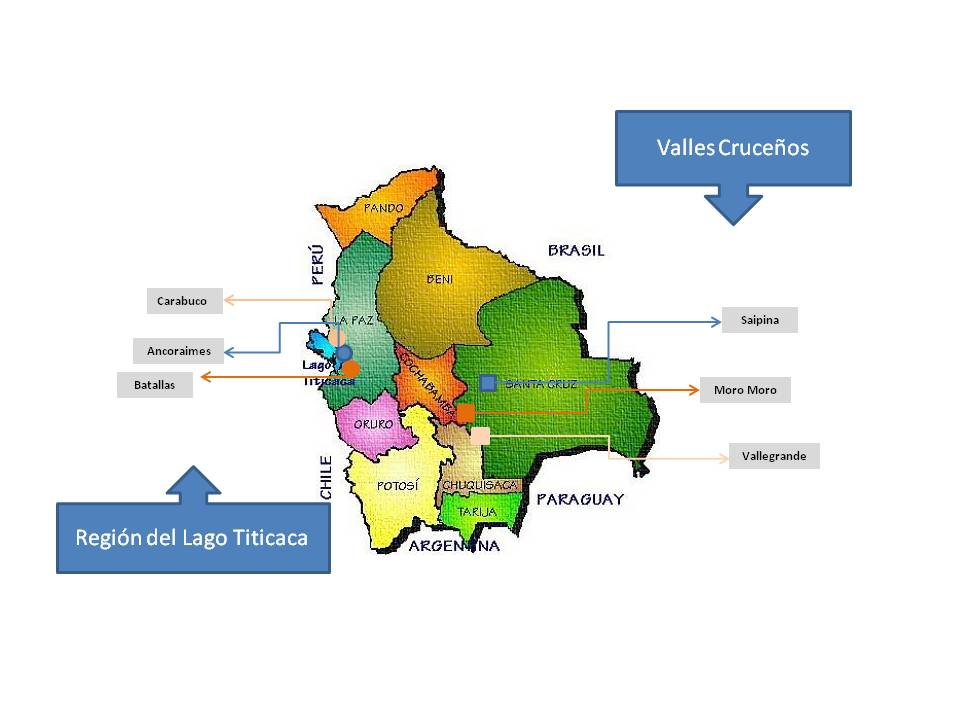 Valles Cruceños
PANDO
PERÚ
BRASIL
BENI
Carabuco
LA PAZ
Saipina
Ancoraimes
Lago
Titicaca
Batallas
COCHABAMBA
SANTA CRUZ
Moro Moro
ORURO
Vallegrande
CHILE
POTOSÍ
CHUQUISACA
PARAGUAY
TARIJA
Región del Lago Titicaca
ARGENTINA